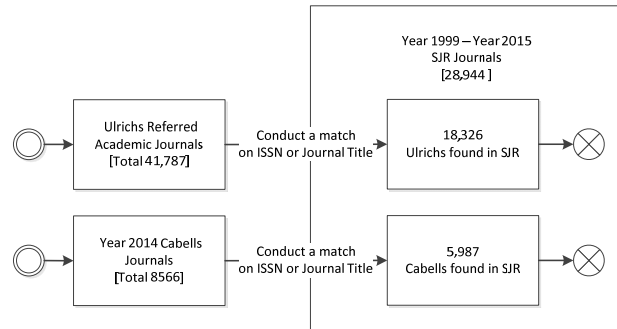 Year 1999 – Year 2015
SJR Journals
[28,944 ]
Ulrichs Referred
Academic Journals
[Total 41,787]
Conduct a match
on ISSN or Journal Title
18,326
Ulrichs found in SJR
Year 2014 Cabells
Journals
[Total 8566]
Conduct a match
on ISSN or Journal Title
5,987
Cabells found in SJR